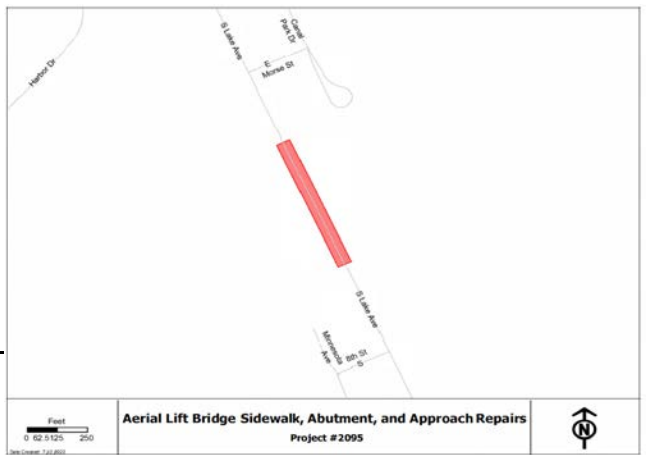 S Lake Ave
Canal
Park Dr
Harbor Dr
E
Morse St
S Lake Ave
Minnesota
Ave
8th St
S
Feet
0 62.5125 250
Aerial Lift Bridge Sidewalk, Abutment, and Approach Repairs
Project #2095
N